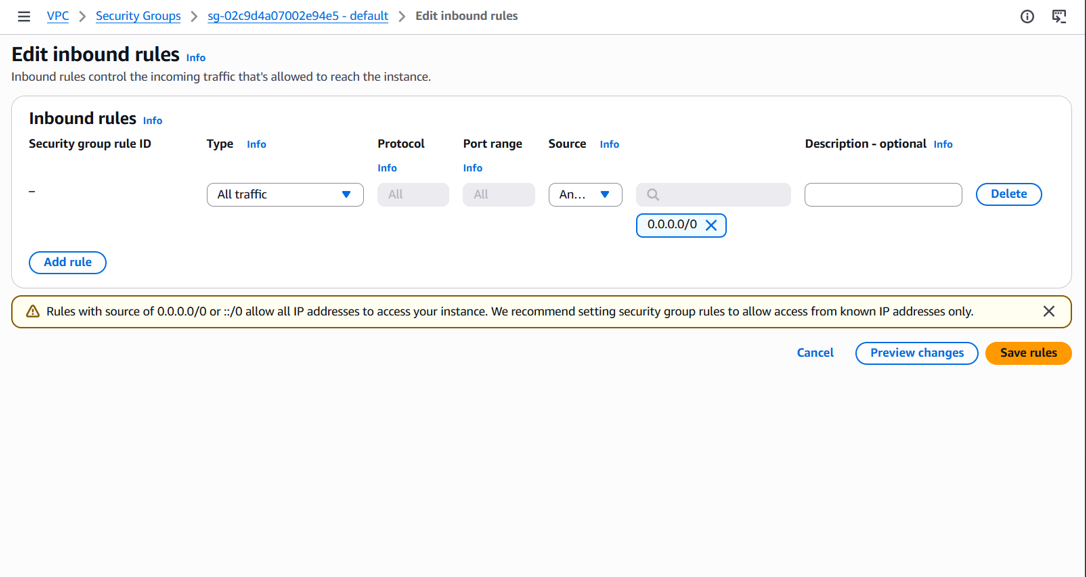 VPC Security Groups sg-02c9d4a07002e94e5 - default Edit inbound rules
Edit inbound rules Info
Inbound rules control the incoming traffic that's allowed to reach the instance.
Inbound rules Info
Security group rule ID Type Info Protocol Info Port range Info Source Info Description - optional Info
– All traffic All All An... Delete
0.0.0.0/0
Add rule
Rules with source of 0.0.0.0/0 or ::/0 allow all IP addresses to access your instance. We recommend setting security group rules to allow access from known IP addresses only.
Cancel Preview changes Save rules